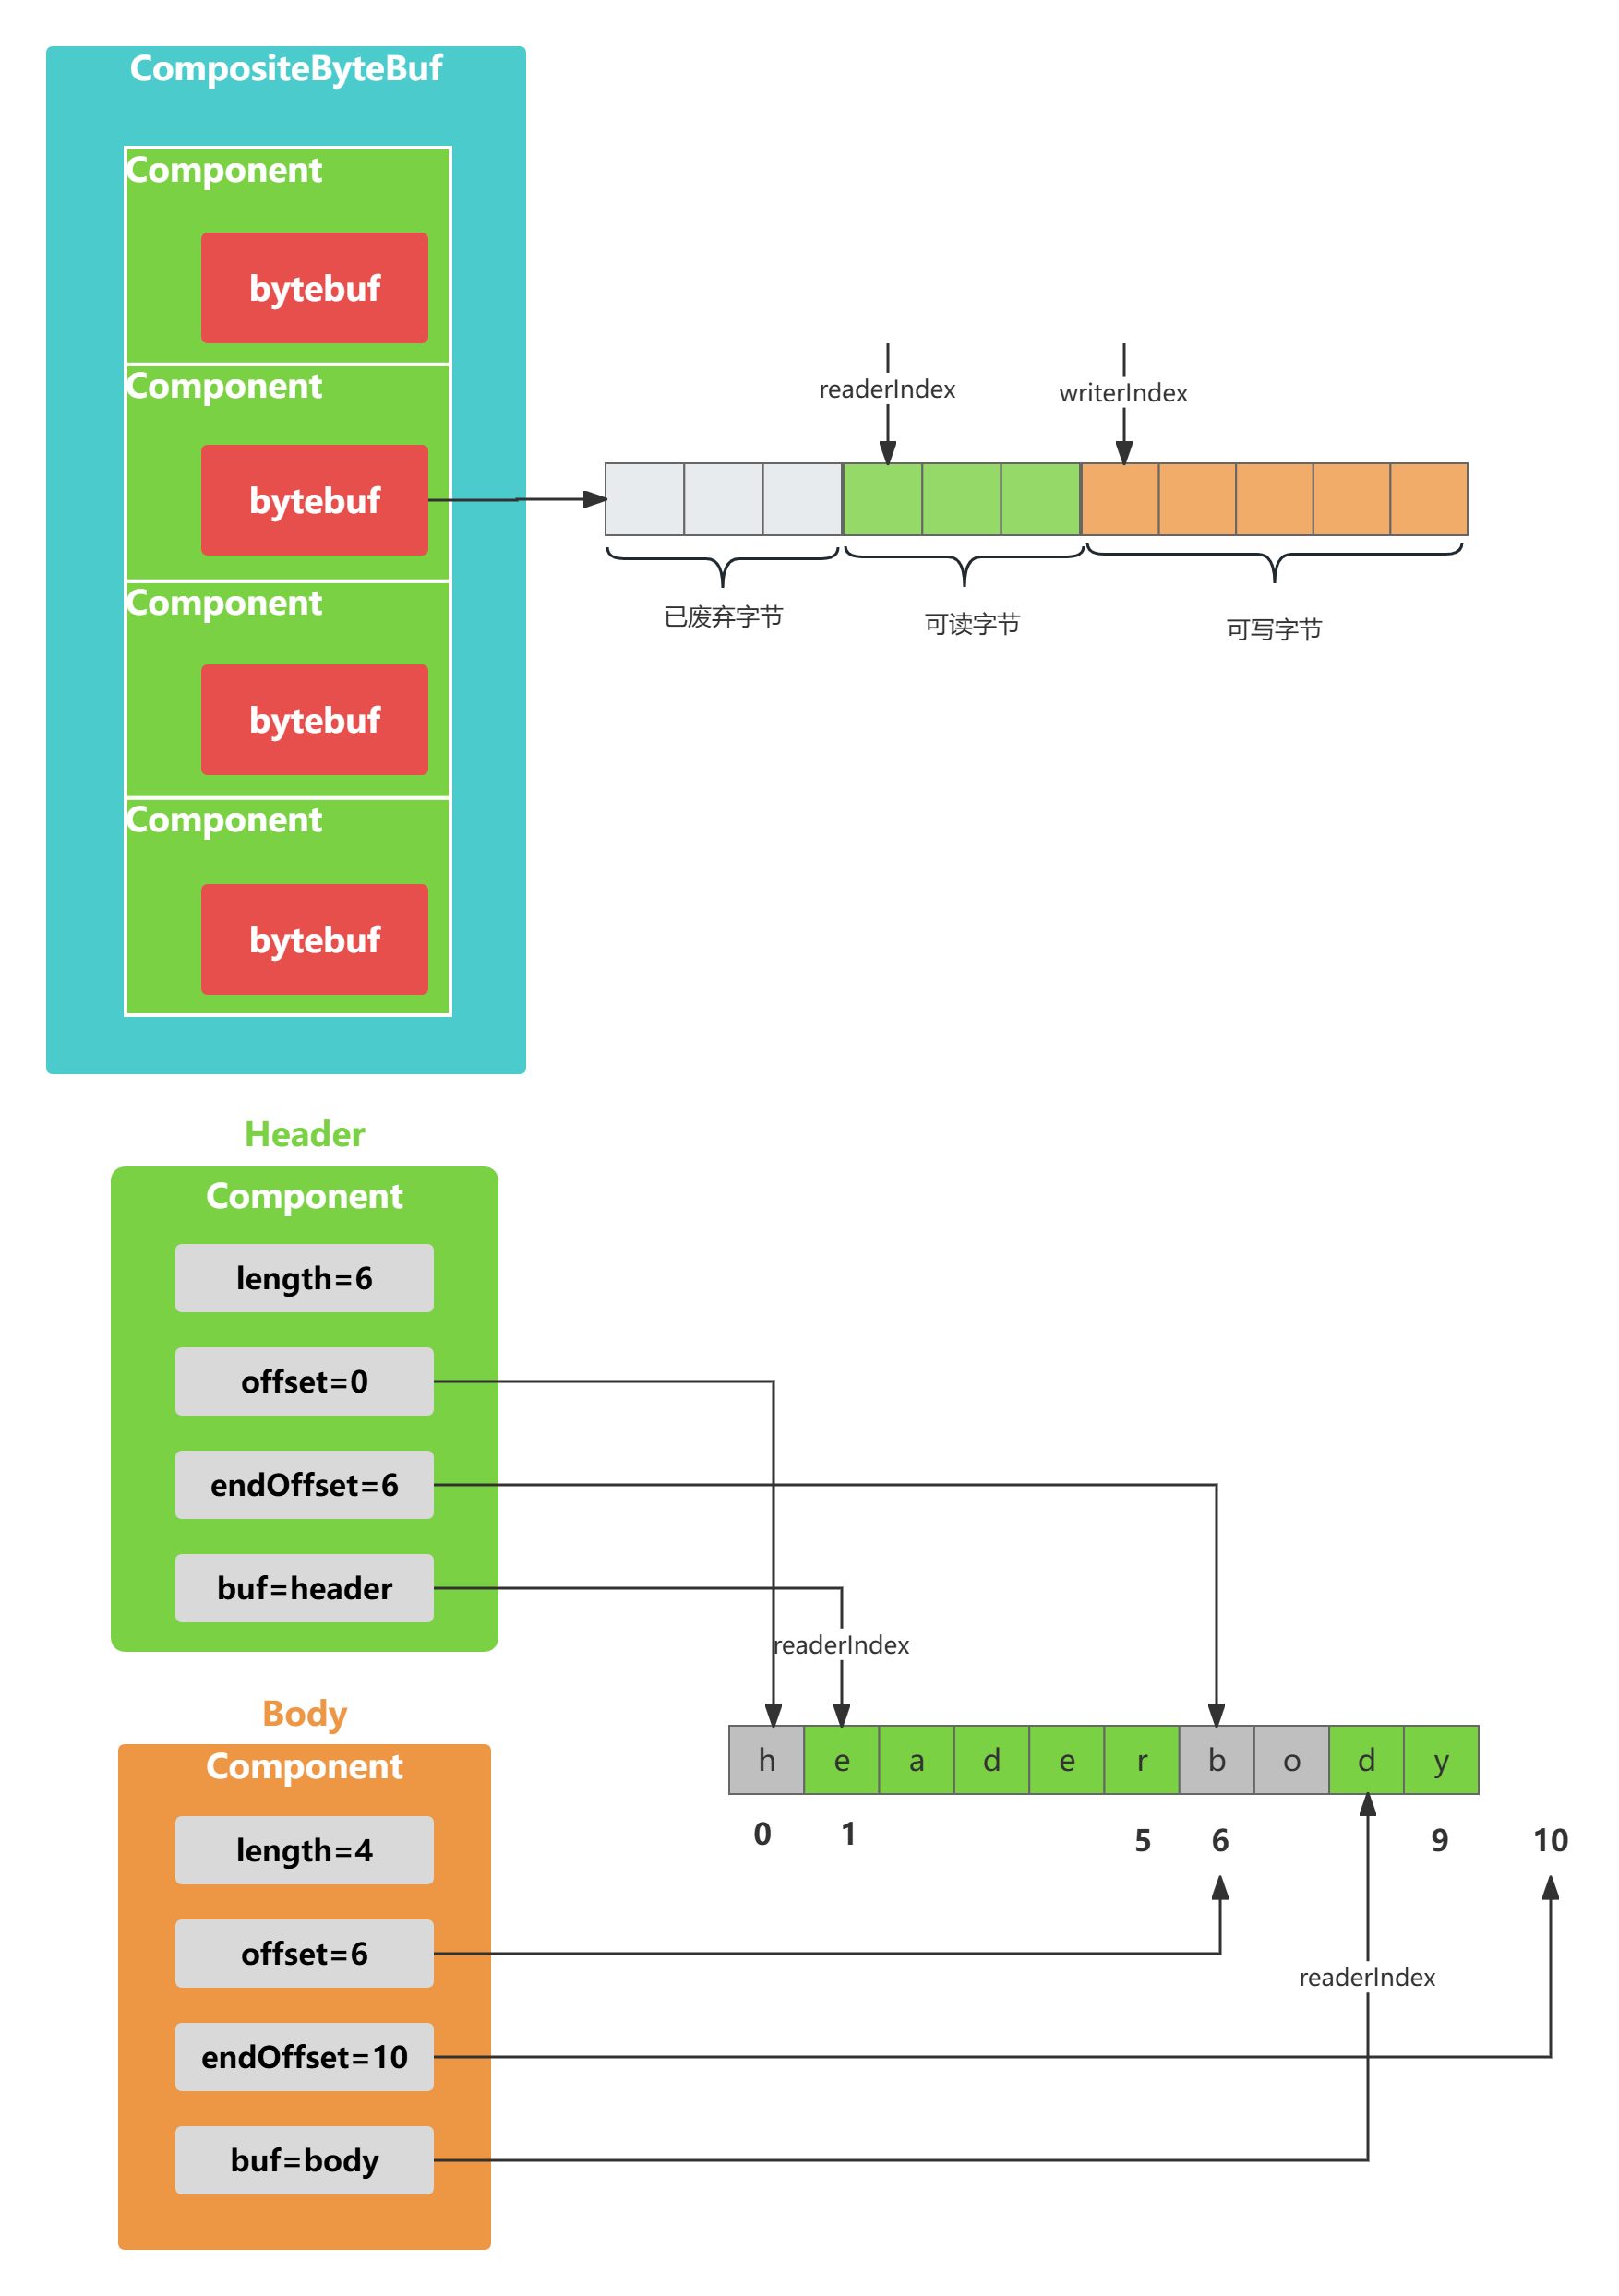 CompositeByteBuf
Component
bytebuf
Component
bytebuf
Component
bytebuf
Component
bytebuf
readerIndex
writerIndex
已废弃字节
可读字节
可写字节
Header
Component
length=6
offset=0
endOffset=6
buf=header
readerIndex
Body
Component
length=4
offset=6
endOffset=10
buf=body
h e a d e r b o d y
0 1 5 6 9 10
readerIndex